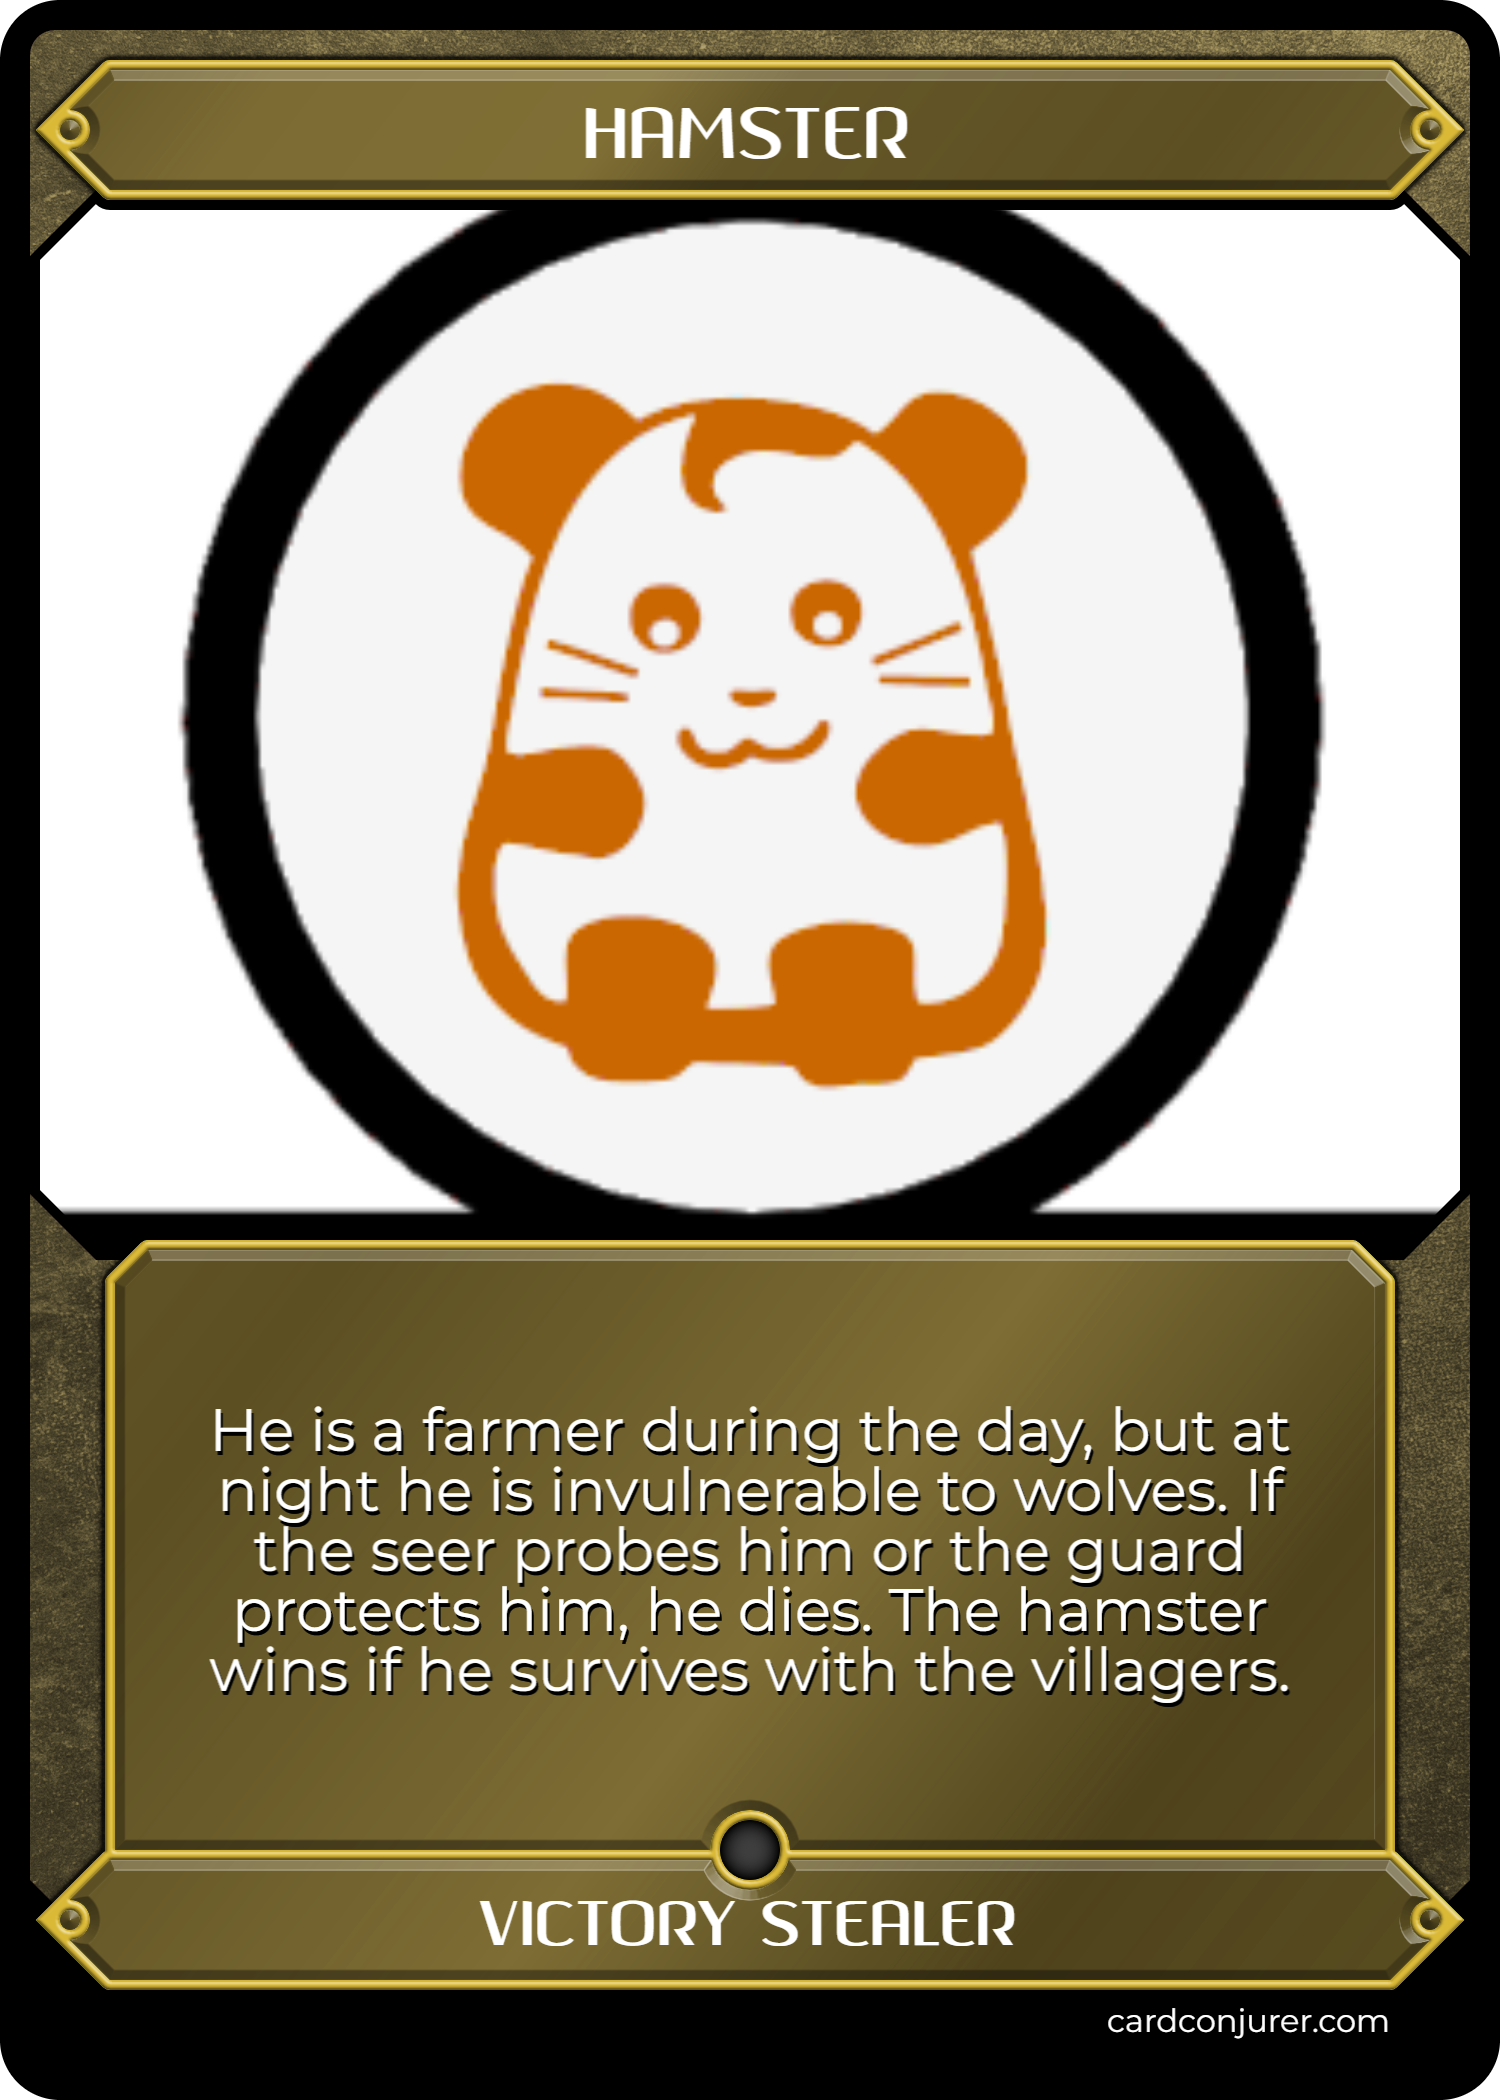 HAMSTER
He is a farmer during the day, but at
night he is invulnerable to wolves. If
the seer probes him or the guard
protects him, he dies. The hamster
wins if he survives with the villagers.
VICTORY STEALER
cardconjurer.com